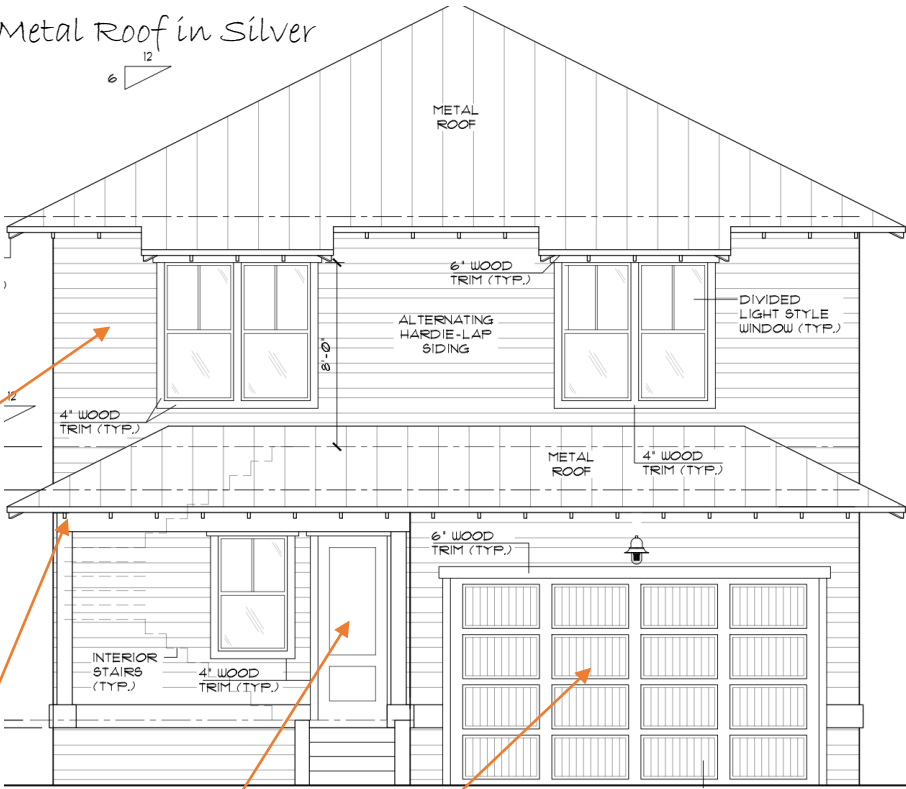 Metal Roof in Silver
12
6
METAL
ROOF
6" WOOD
TRIM (TYP.)
DIVIDED
LIGHT STYLE
WINDOW (TYP.)
ALTERNATING
HARDIE-LAP
SIDING
8'-0"
)
12
4" WOOD
TRIM (TYP.)
METAL
ROOF
4" WOOD
TRIM (TYP.)
6" WOOD
TRIM (TYP.)
INTERIOR
STAIRS
(TYP.)
4" WOOD
TRIM (TYP.)